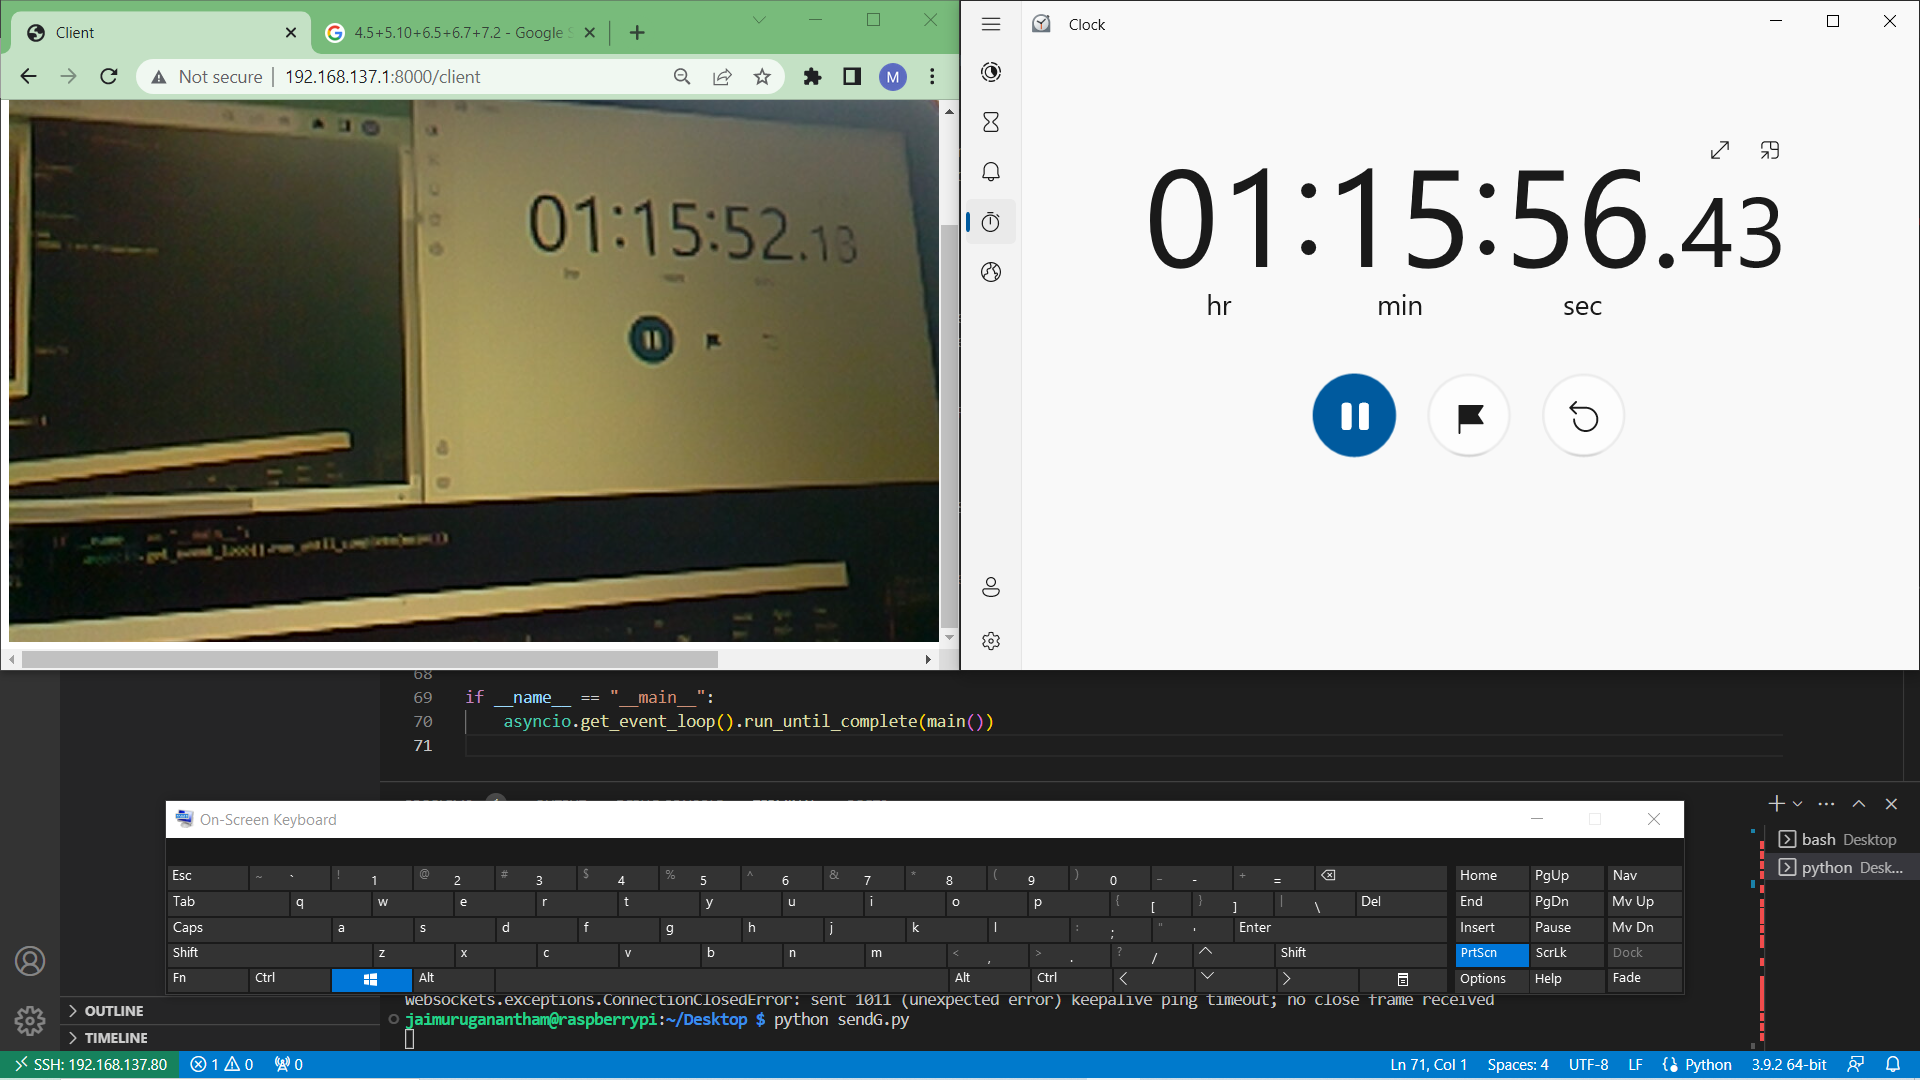 Client
4.5+5.10+6.5+6.7+7.2 - Google S
Not secure
192.168.137.1:8000/client
M
01:15:52.13
Clock
01:15:56.43
hr min sec
68
69 if __name__ == "__main__":
70 asyncio.get_event_loop().run_until_complete(main())
71
On-Screen Keyboard
Esc ~ ` ! 1 @ 2 # 3 $ 4 % 5 ^ 6 & 7 * 8 ( 9 ) 0 _ - + = Home PgUp Nav
Tab q w e r t y u i o p { [ } ] | \ Del End PgDn Mv Up
Caps a s d f g h j k l : ; " ' Enter Insert Pause Mv Dn
Shift z x c v b n m < , > . ? / Shift PrtScn ScrLk Dock
Fn Ctrl Alt Alt Ctrl Options Help Fade
bash Desktop
python Desk...
websockets.exceptions.ConnectionClosedError: sent 1011 (unexpected error) keepalive ping timeout; no close frame received
jaimuruganantham@raspberrypi:~/Desktop $ python sendG.py
OUTLINE
TIMELINE
SSH: 192.168.137.80 1 0 0 Ln 71, Col 1 Spaces: 4 UTF-8 LF Python 3.9.2 64-bit